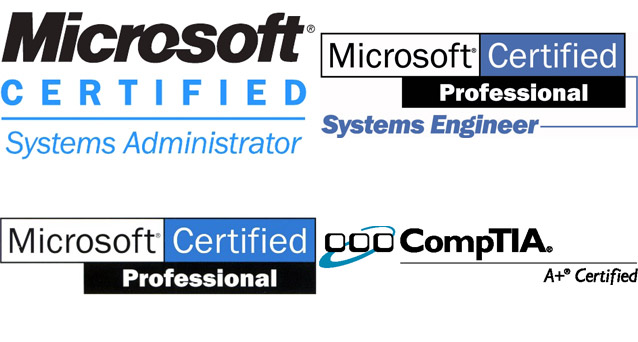 Microsoft®
CERTIFIED
Systems Administrator
Microsoft® Certified
Professional
Systems Engineer
Microsoft® Certified
Professional
CompTIA®
A+® Certified